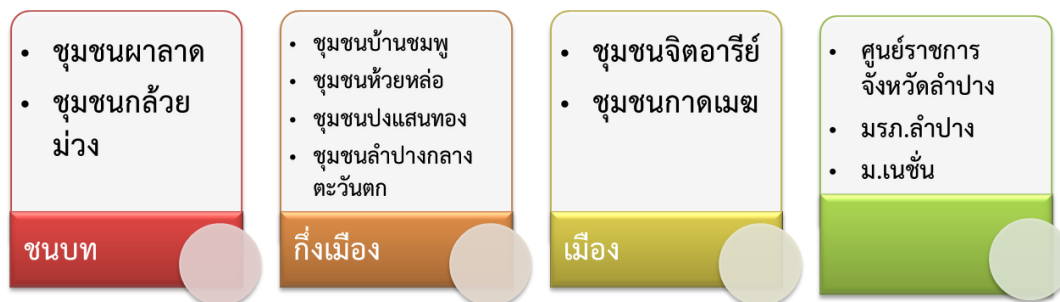 • ชุมชนผาลาด
• ชุมชนกล้วย
ม่วง
ชนบท
• ชุมชนบ้านชมพู
• ชุมชนห้วยหล่อ
• ชุมชนปงแสนทอง
• ชุมชนลำปางกลาง
ตะวันตก
กึ่งเมือง
• ชุมชนจิตอารีย์
• ชุมชนกาดเมฆ
เมือง
• ศูนย์ราชการ
จังหวัดลำปาง
• มรภ.ลำปาง
• ม.เนชั่น